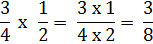 3/4 x 1/2 = 3 x 1/4 x 2 = 3/8